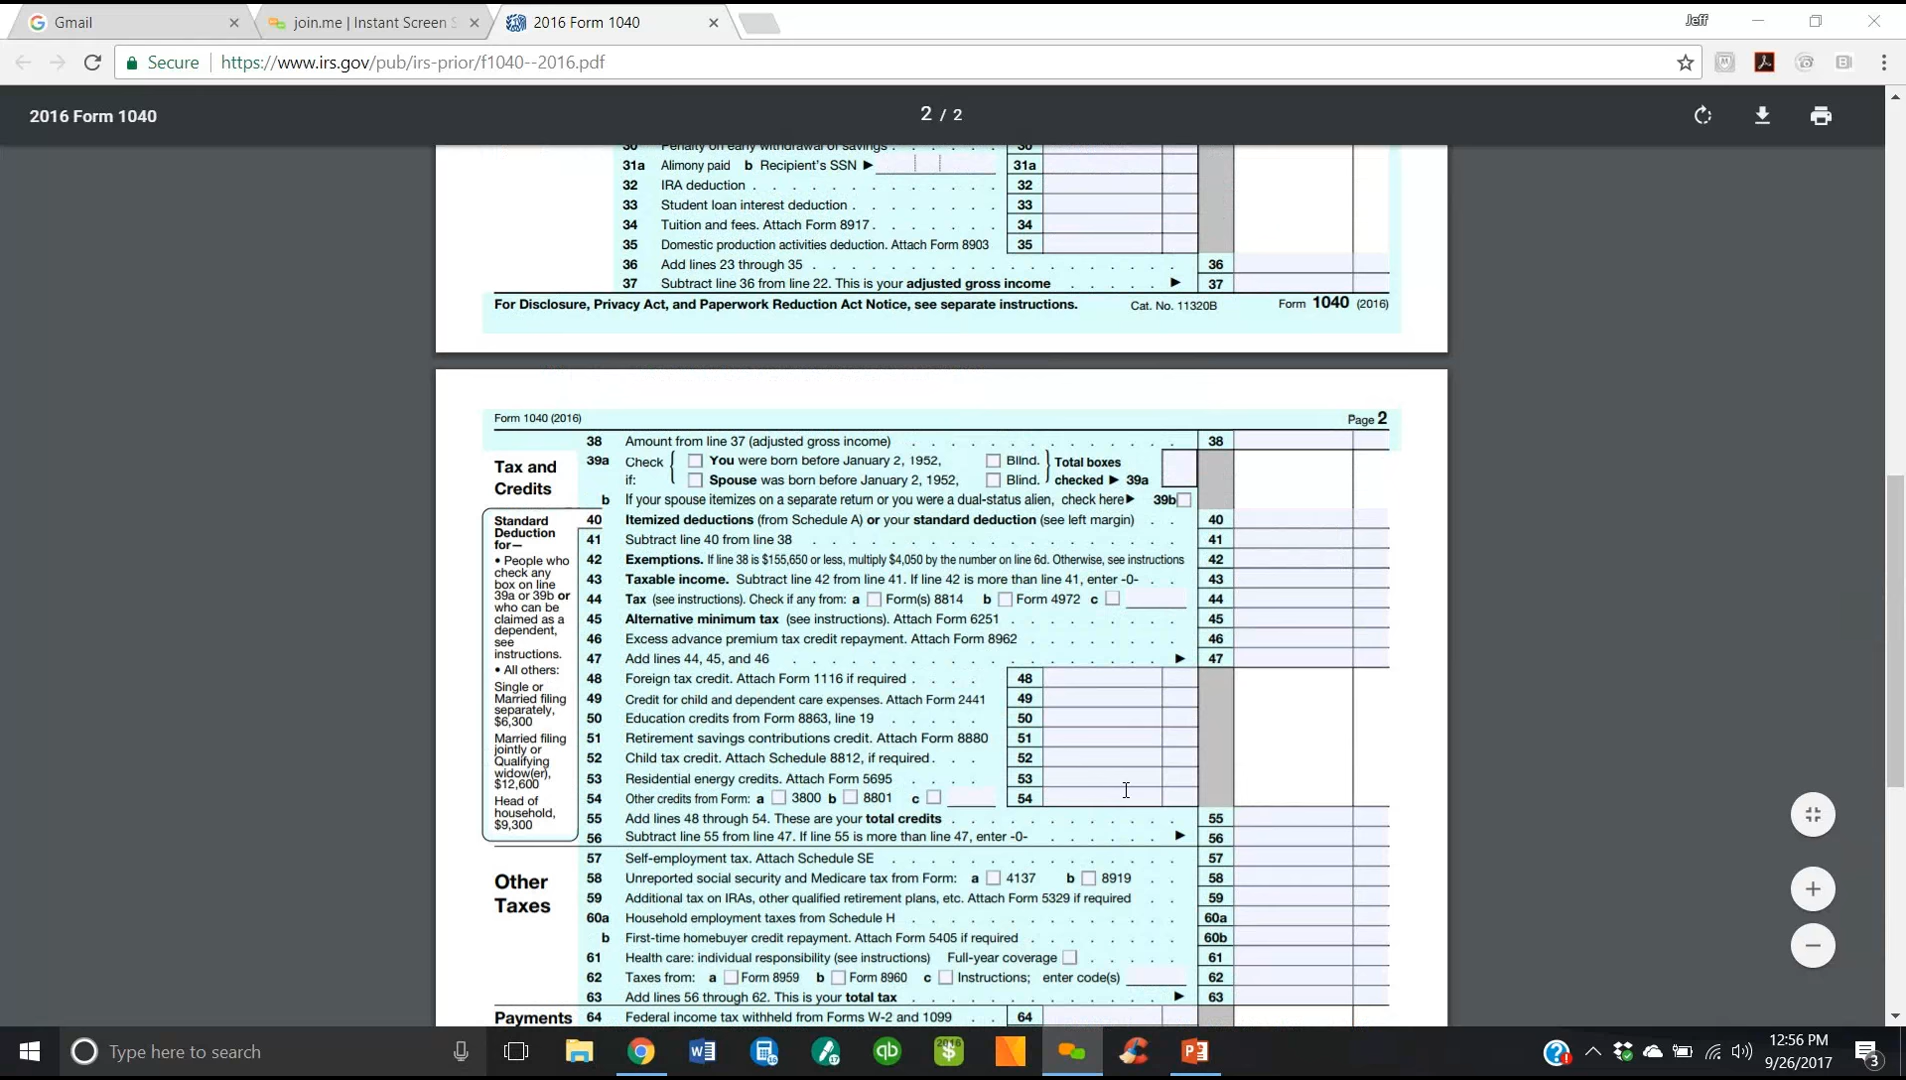 Gmail
join.me | Instant Screen S
2016 Form 1040
Jeff
Secure
https://www.irs.gov/pub/irs-prior/f1040--2016.pdf
2016 Form 1040
2 / 2
30 Penalty on early withdrawal of savings 30
31a Alimony paid b Recipient's SSN ▶ 31a
32 IRA deduction 32
33 Student loan interest deduction 33
34 Tuition and fees. Attach Form 8917 34
35 Domestic production activities deduction. Attach Form 8903 35
36 Add lines 23 through 35 36
37 Subtract line 36 from line 22. This is your adjusted gross income ▶ 37
For Disclosure, Privacy Act, and Paperwork Reduction Act Notice, see separate instructions. Cat. No. 11320B Form 1040 (2016)
Form 1040 (2016) Page 2
38 Amount from line 37 (adjusted gross income) 38
Tax and
Credits
39a Check if: { You were born before January 2, 1952, Blind. } Total boxes
Spouse was born before January 2, 1952, Blind. checked ▶ 39a
b If your spouse itemizes on a separate return or you were a dual-status alien, check here ▶ 39b
Standard
Deduction
for—
• People who
check any
box on line
39a or 39b or
who can be
claimed as a
dependent,
see
instructions.
• All others:
Single or
Married filing
separately,
$6,300
Married filing
jointly or
Qualifying
widow(er),
$12,600
Head of
household,
$9,300
40 Itemized deductions (from Schedule A) or your standard deduction (see left margin) 40
41 Subtract line 40 from line 38 41
42 Exemptions. If line 38 is $155,650 or less, multiply $4,050 by the number on line 6d. Otherwise, see instructions 42
43 Taxable income. Subtract line 42 from line 41. If line 42 is more than line 41, enter -0- 43
44 Tax (see instructions). Check if any from: a Form(s) 8814 b Form 4972 c 44
45 Alternative minimum tax (see instructions). Attach Form 6251 45
46 Excess advance premium tax credit repayment. Attach Form 8962 46
47 Add lines 44, 45, and 46 ▶ 47
48 Foreign tax credit. Attach Form 1116 if required 48
49 Credit for child and dependent care expenses. Attach Form 2441 49
50 Education credits from Form 8863, line 19 50
51 Retirement savings contributions credit. Attach Form 8880 51
52 Child tax credit. Attach Schedule 8812, if required 52
53 Residential energy credits. Attach Form 5695 53
54 Other credits from Form: a 3800 b 8801 c 54
55 Add lines 48 through 54. These are your total credits 55
56 Subtract line 55 from line 47. If line 55 is more than line 47, enter -0- ▶ 56
Other
Taxes
57 Self-employment tax. Attach Schedule SE 57
58 Unreported social security and Medicare tax from Form: a 4137 b 8919 58
59 Additional tax on IRAs, other qualified retirement plans, etc. Attach Form 5329 if required 59
60a Household employment taxes from Schedule H 60a
b First-time homebuyer credit repayment. Attach Form 5405 if required 60b
61 Health care: individual responsibility (see instructions) Full-year coverage 61
62 Taxes from: a Form 8959 b Form 8960 c Instructions; enter code(s) 62
63 Add lines 56 through 62. This is your total tax ▶ 63
Payments 64 Federal income tax withheld from Forms W-2 and 1099 64
Type here to search
12:56 PM
9/26/2017
3